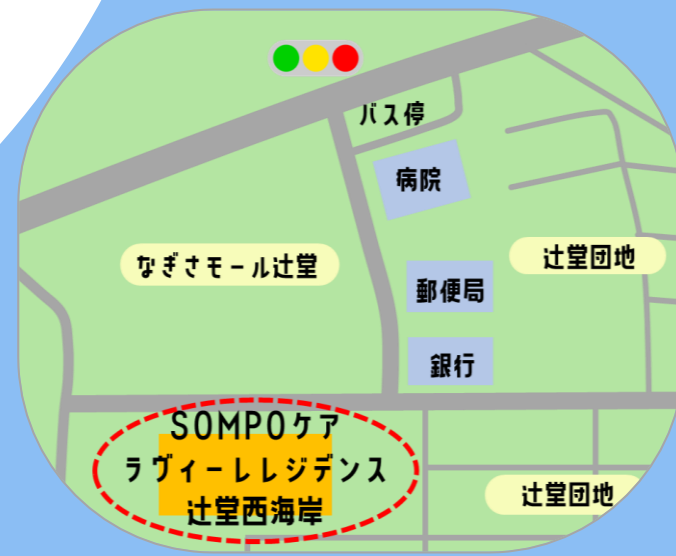 バス停
病院
なぎさモール辻堂
辻堂団地
郵便局
銀行
SOMPOケア
ラヴィーレレジデンス
辻堂西海岸
辻堂団地